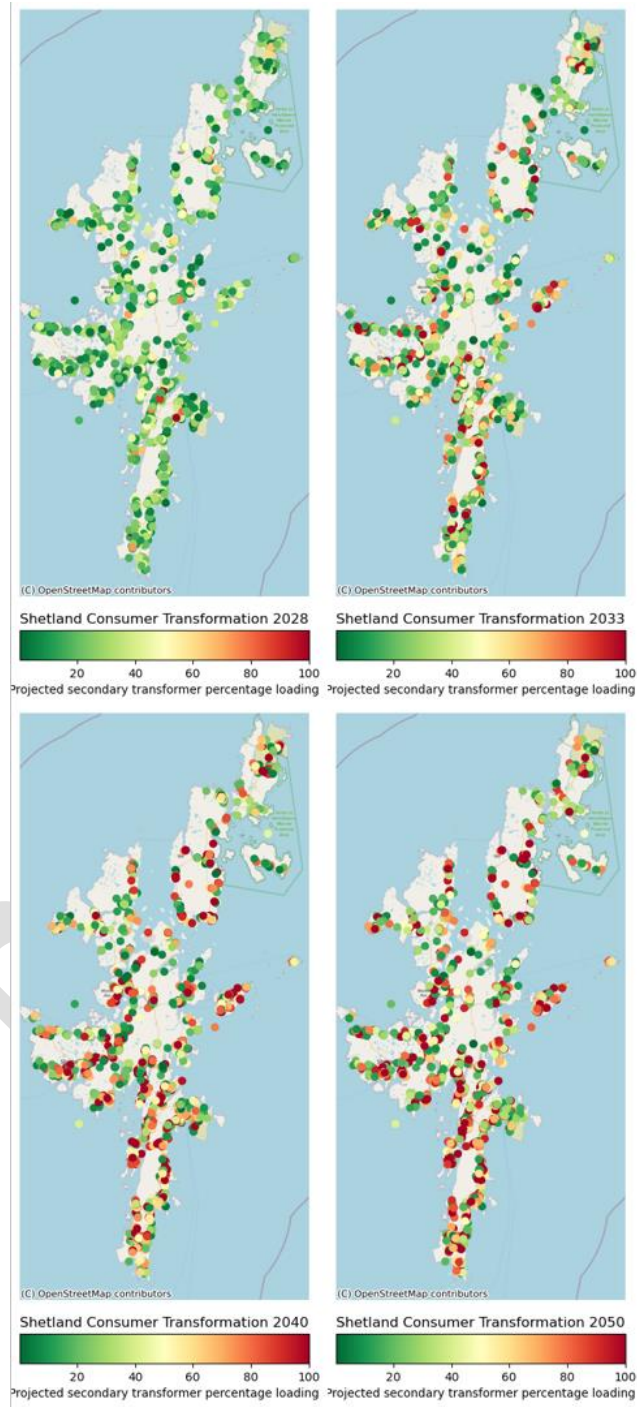 (C) OpenStreetMap contributors
(C) OpenStreetMap contributors
Shetland Consumer Transformation 2028
Shetland Consumer Transformation 2033
20 40 60 80 100
20 40 60 80 100
Projected secondary transformer percentage loading
Projected secondary transformer percentage loading
(C) OpenStreetMap contributors
(C) OpenStreetMap contributors
Shetland Consumer Transformation 2040
Shetland Consumer Transformation 2050
20 40 60 80 100
20 40 60 80 100
Projected secondary transformer percentage loading
Projected secondary transformer percentage loading